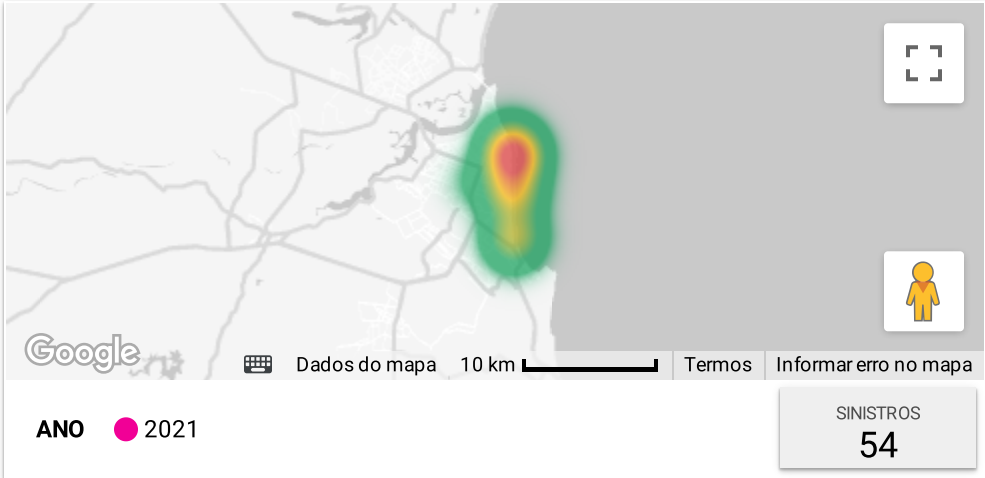 Google
Dados do mapa 10 km Termos Informar erro no mapa
ANO 2021
SINISTROS
54